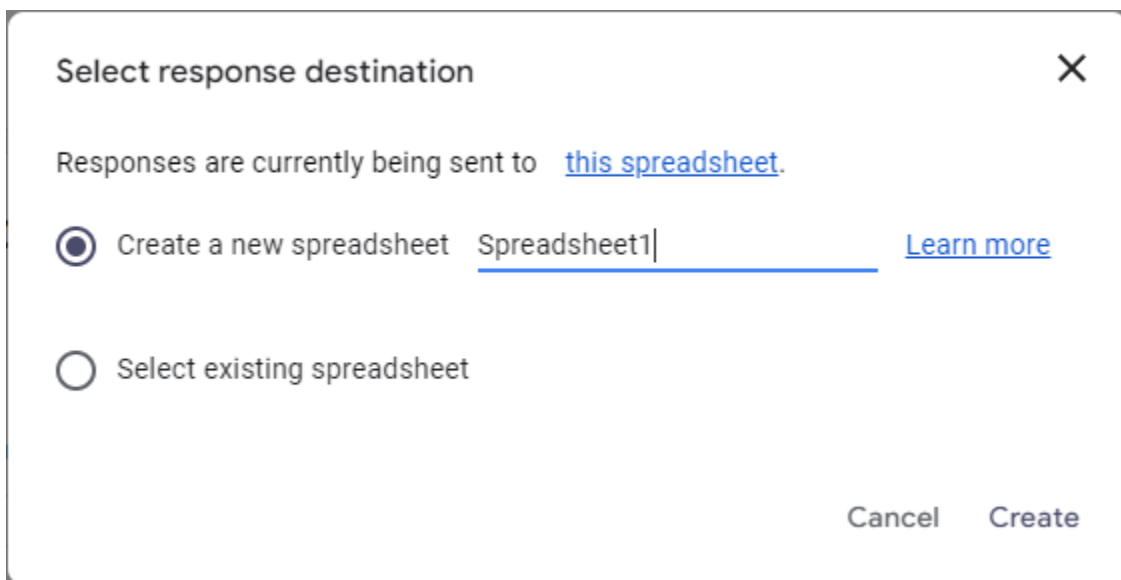 Select response destination
Responses are currently being sent to this spreadsheet.
Create a new spreadsheet Spreadsheet1 Learn more
Select existing spreadsheet
Cancel Create